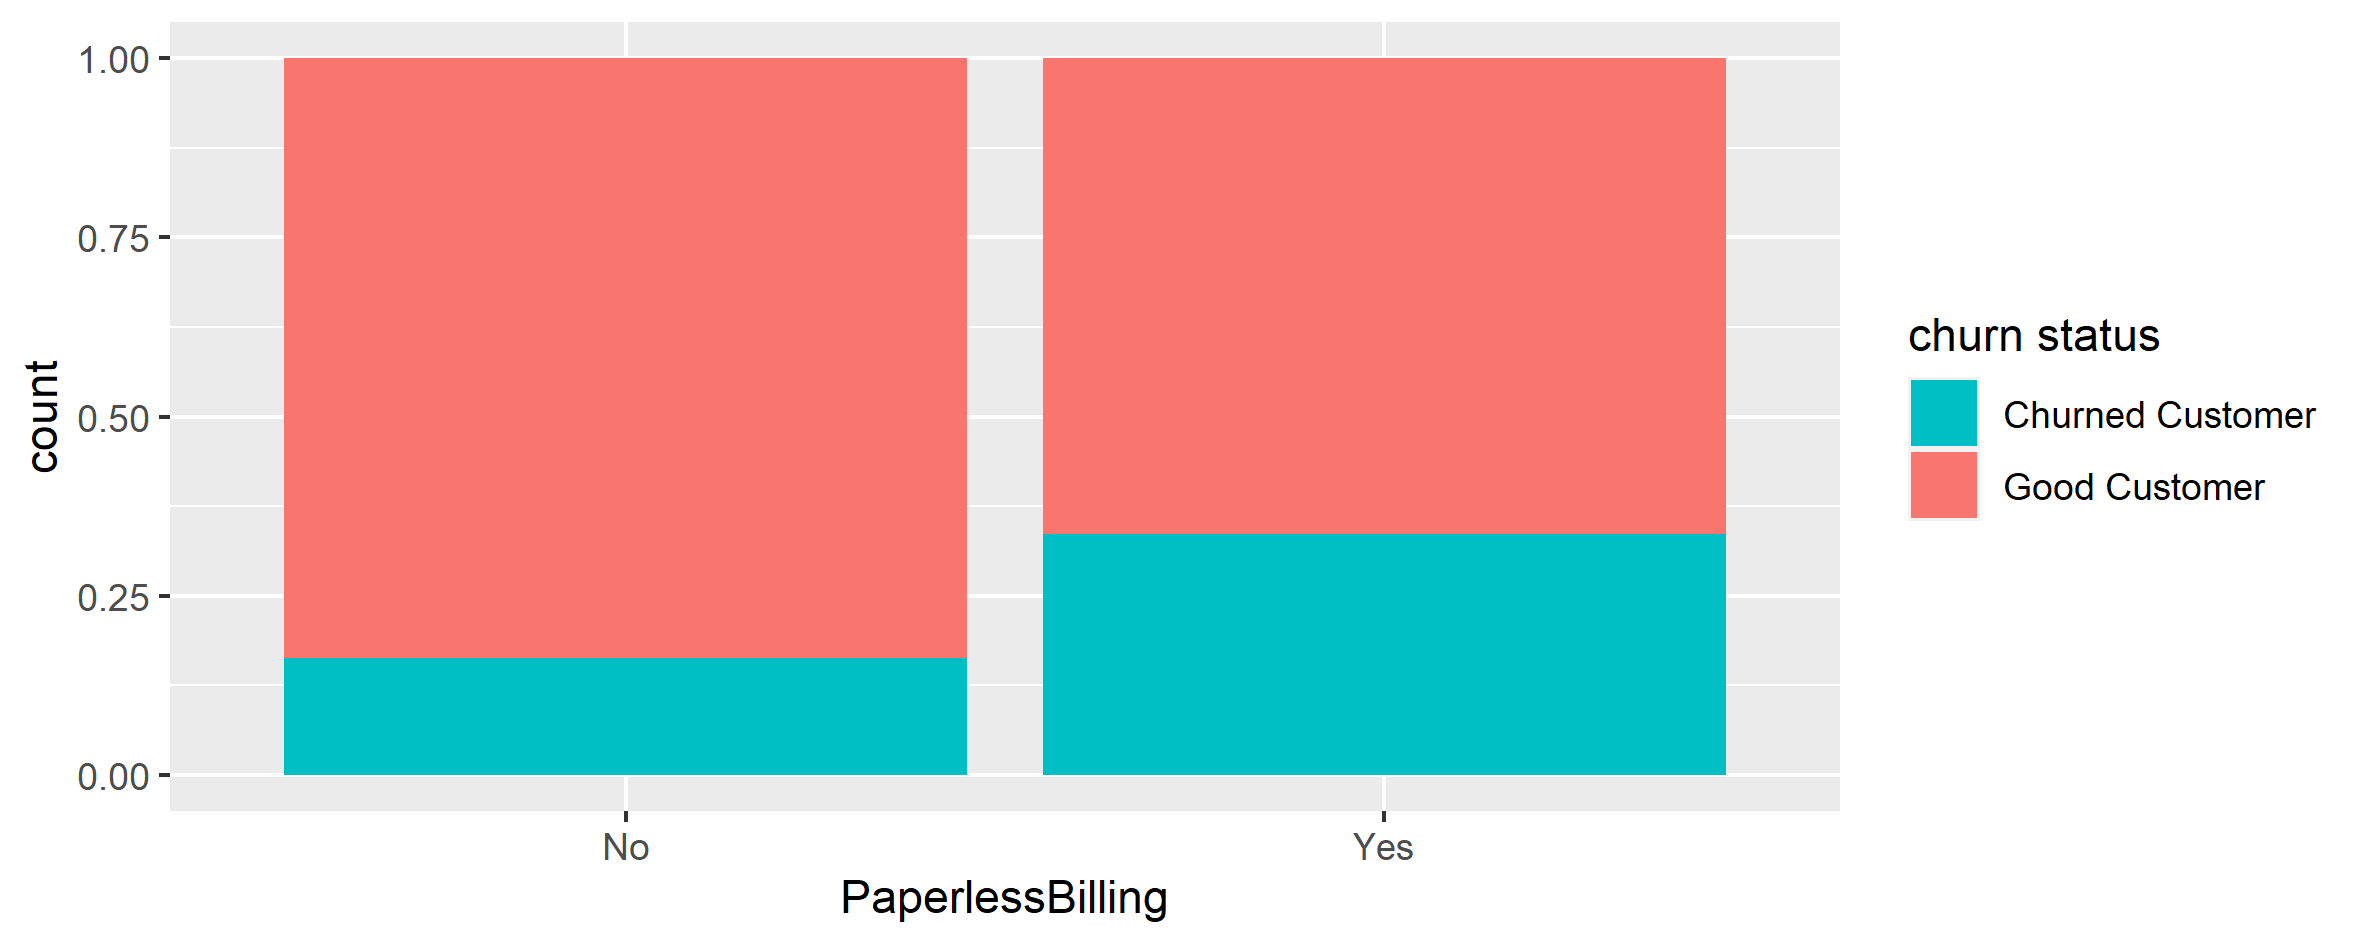 1.00
0.75
0.50
0.25
0.00
count
No
Yes
PaperlessBilling
churn status
Churned Customer
Good Customer